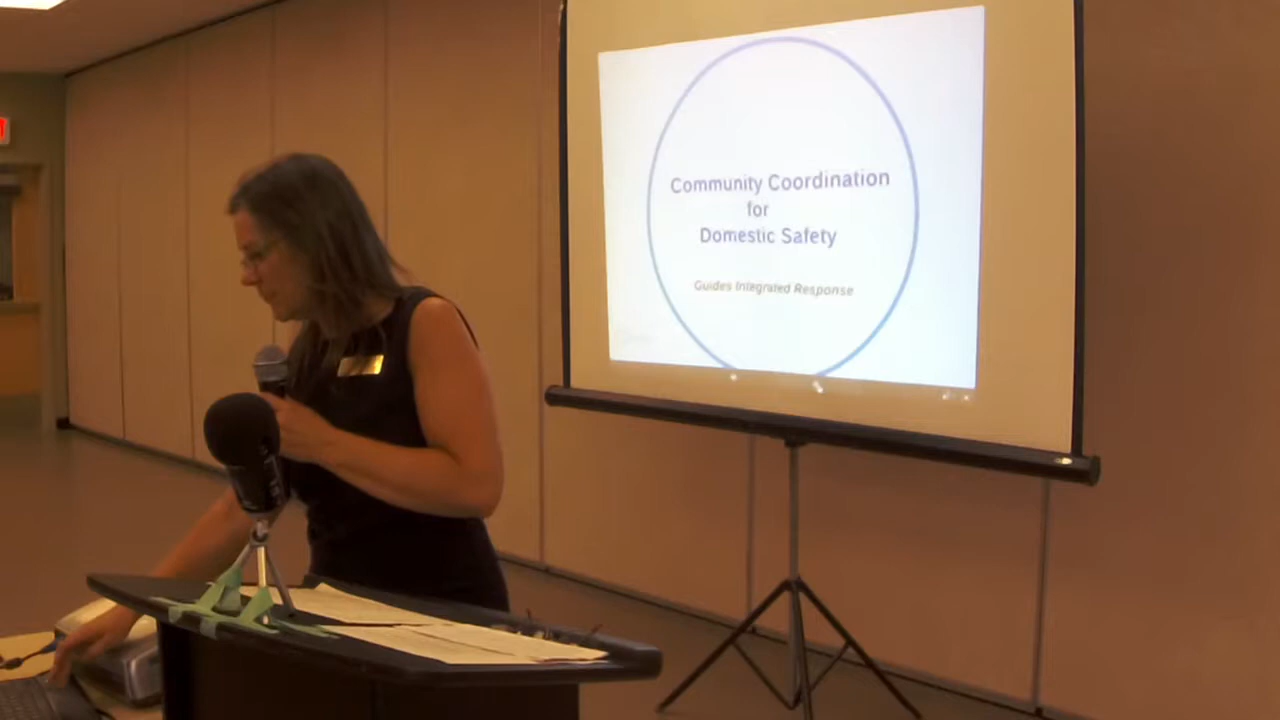 Community Coordination
for
Domestic Safety
Guides Integrated Response